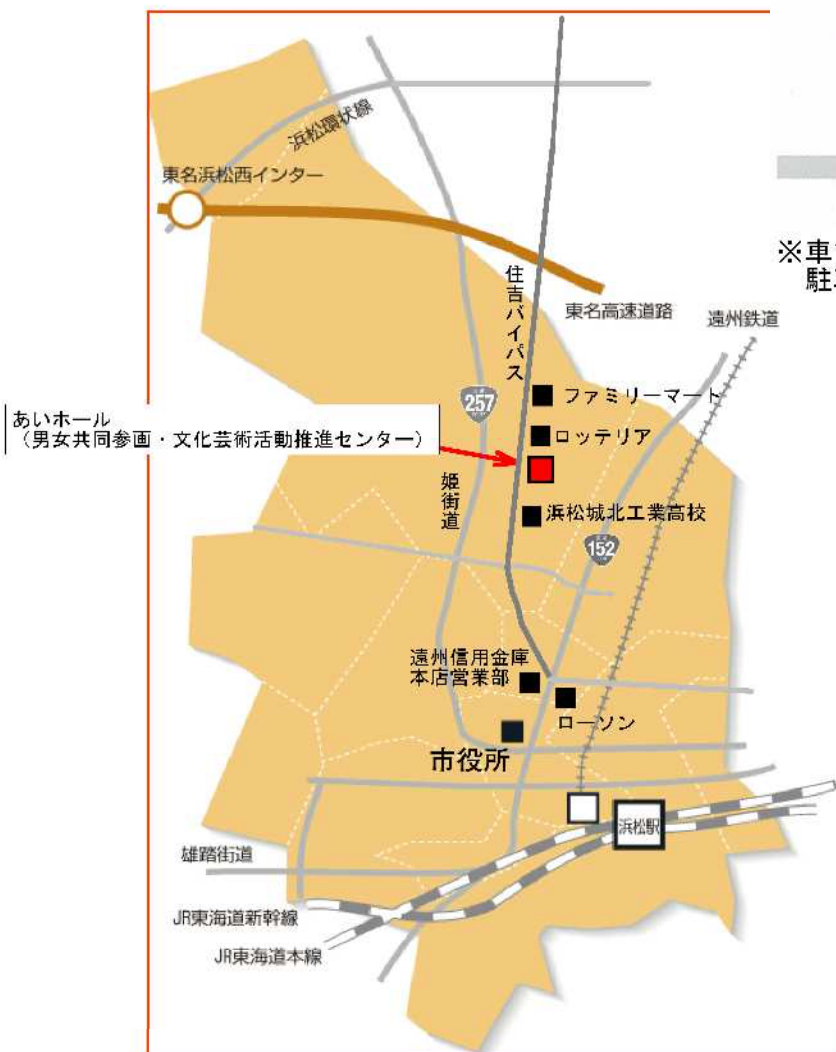 浜松環状線
東名浜松西インター
※車
駐
住吉バイパス
東名高速道路
遠州鉄道
257
ファミリーマート
あいホール
（男女共同参画・文化芸術活動推進センター）
ロッテリア
姫街道
浜松城北工業高校
152
遠州信用金庫
本店営業部
ローソン
市役所
浜松駅
雄踏街道
JR東海道新幹線
JR東海道本線